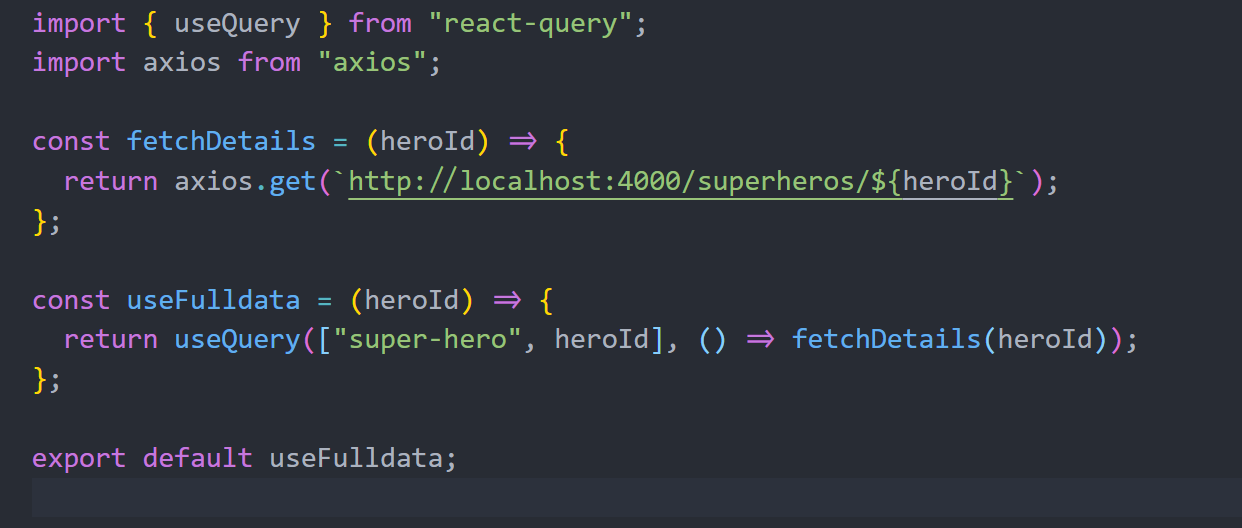 import { useQuery } from "react-query";
import axios from "axios";
const fetchDetails = (heroId) => {
  return axios.get(`http://localhost:4000/superheros/${heroId}`);
};
const useFulldata = (heroId) => {
  return useQuery(["super-hero", heroId], () => fetchDetails(heroId));
};
export default useFulldata;